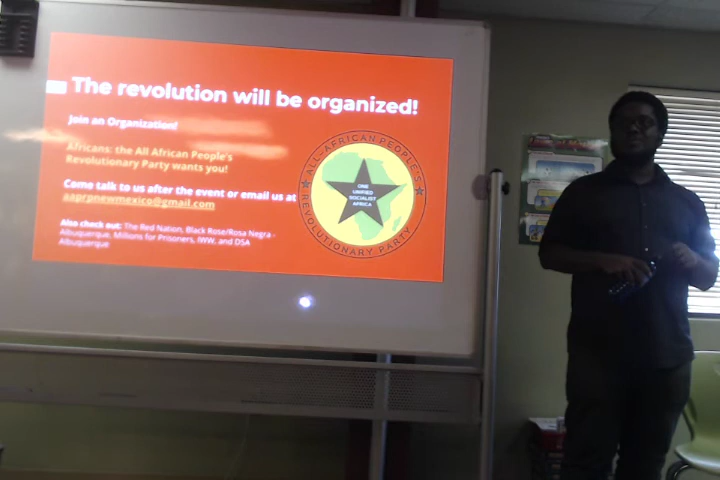 The revolution will be organized!
Join an Organization!
Africans: the All African People's
Revolutionary Party wants you!
Come talk to us after the event or email us at
aaprpnewmexico@gmail.com
Also check out: The Red Nation, Black Rose/Rosa Negra -
Albuquerque, Millions for Prisoners, IWW, and DSA
Albuquerque
ALL-AFRICAN PEOPLE'S
REVOLUTIONARY PARTY
ONE
UNIFIED
SOCIALIST
AFRICA